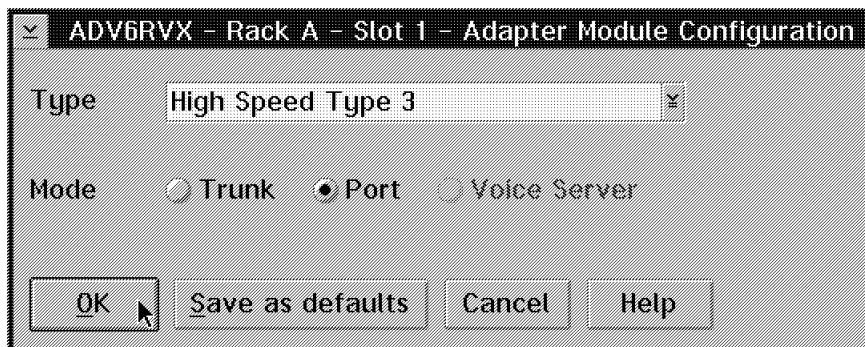 ADV6RVX - Rack A - Slot 1 - Adapter Module Configuration
Type High Speed Type 3
Mode Trunk Port Voice Server
OK Save as defaults Cancel Help